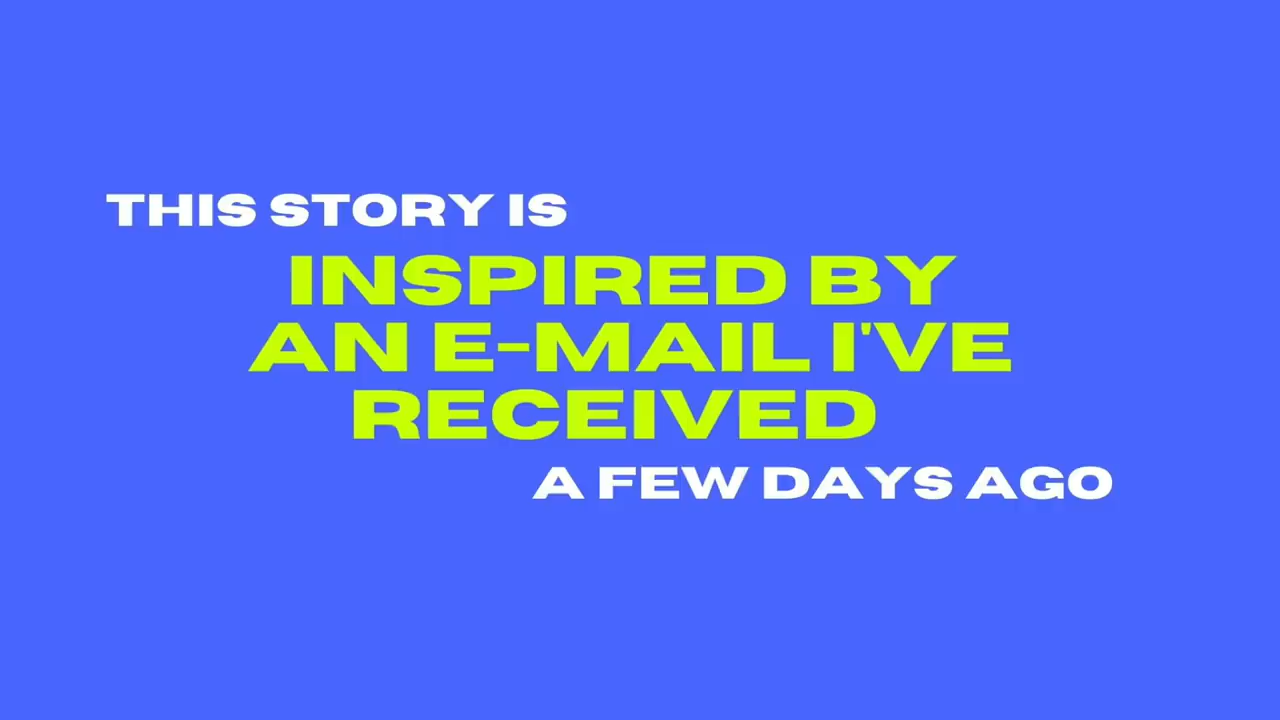 THIS STORY IS
INSPIRED BY
AN E-MAIL I'VE
RECEIVED
A FEW DAYS AGO